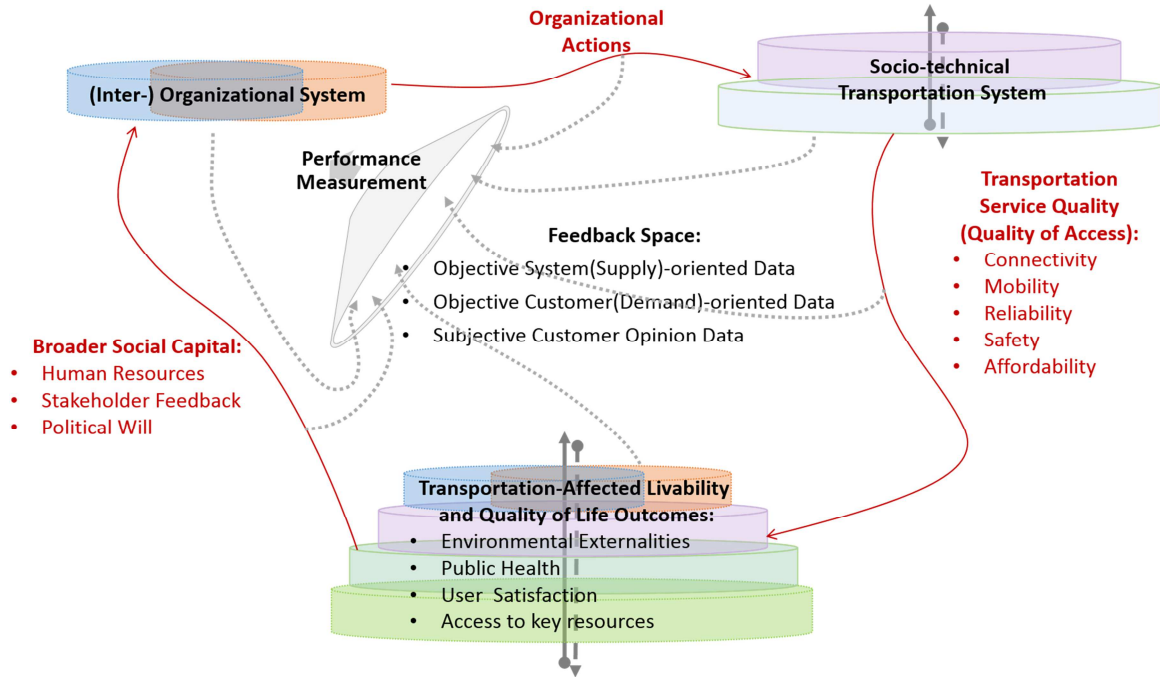 Organizational
Actions
(Inter-) Organizational System
Socio-technical
Transportation System
Performance
Measurement
Transportation
Service Quality
(Quality of Access):
• Connectivity
• Mobility
• Reliability
• Safety
• Affordability
Feedback Space:
• Objective System(Supply)-oriented Data
• Objective Customer(Demand)-oriented Data
• Subjective Customer Opinion Data
Broader Social Capital:
• Human Resources
• Stakeholder Feedback
• Political Will
Transportation-Affected Livability
and Quality of Life Outcomes:
• Environmental Externalities
• Public Health
• User Satisfaction
• Access to key resources